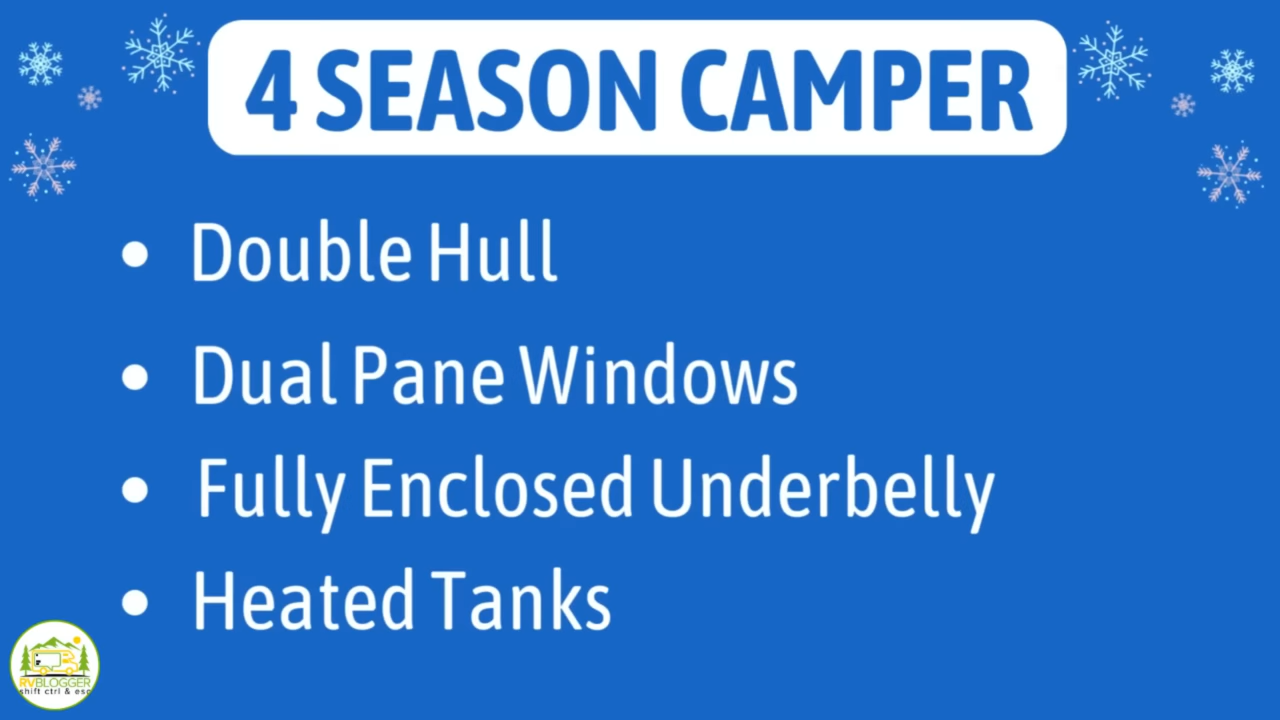 4 SEASON CAMPER
Double Hull
Dual Pane Windows
Fully Enclosed Underbelly
Heated Tanks
RVBLOGGER
shift ctrl & esc